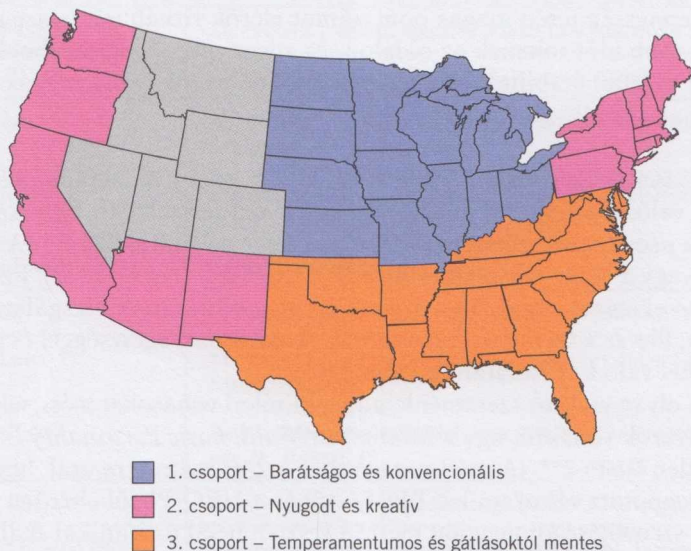 1. csoport – Barátságos és konvencionális
2. csoport – Nyugodt és kreatív
3. csoport – Temperamentumos és gátlásoktól mentes